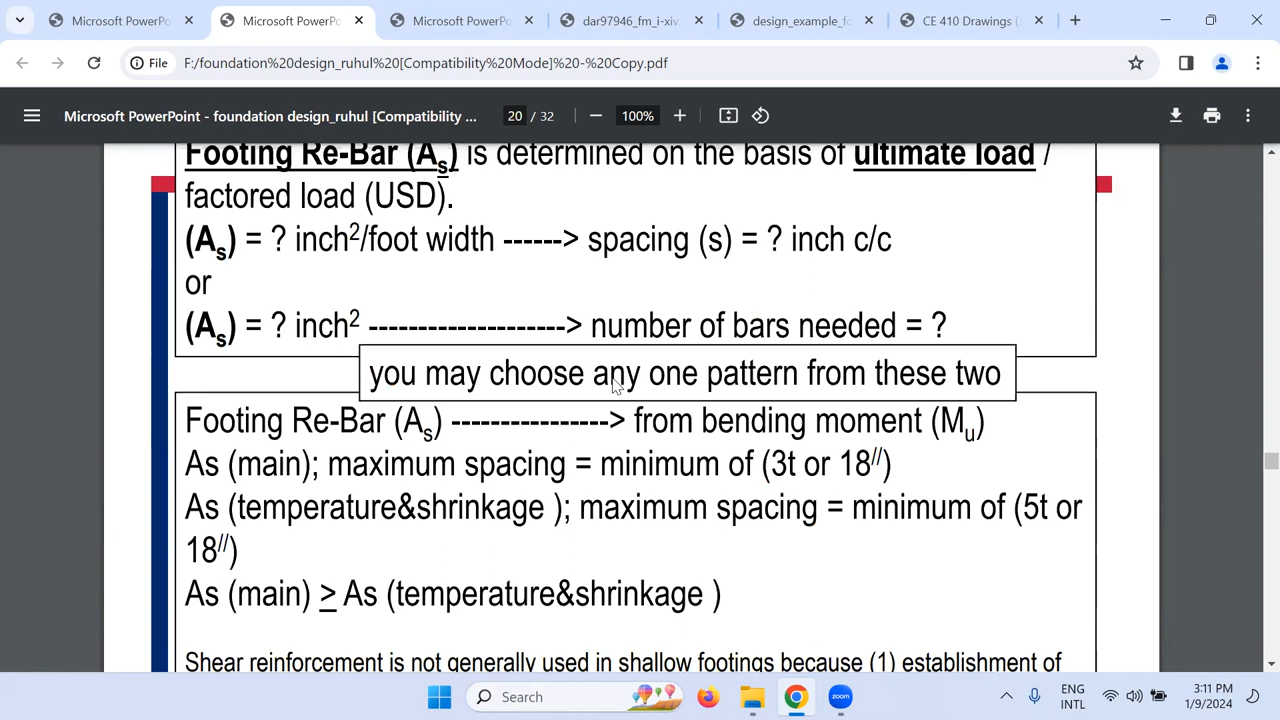 Microsoft PowerPo
Microsoft PowerPo
Microsoft PowerPo
dar97946_fm_i-xiv.
design_example_fo
CE 410 Drawings (
File
F:/foundation%20design_ruhul%20[Compatibility%20Mode]%20-%20Copy.pdf
Microsoft PowerPoint - foundation design_ruhul [Compatibility ...
20 / 32
100%
Footing Re-Bar (As) is determined on the basis of ultimate load /
factored load (USD).
(As) = ? inch2/foot width ------> spacing (s) = ? inch c/c
or
(As) = ? inch2 --------------------> number of bars needed = ?
you may choose any one pattern from these two
Footing Re-Bar (As) ----------------> from bending moment (Mu)
As (main); maximum spacing = minimum of (3t or 18//)
As (temperature&shrinkage ); maximum spacing = minimum of (5t or
18//)
As (main) > As (temperature&shrinkage )
Shear reinforcement is not generally used in shallow footings because (1) establishment of
Search
zoom
ENG
INTL
3:11 PM
1/9/2024